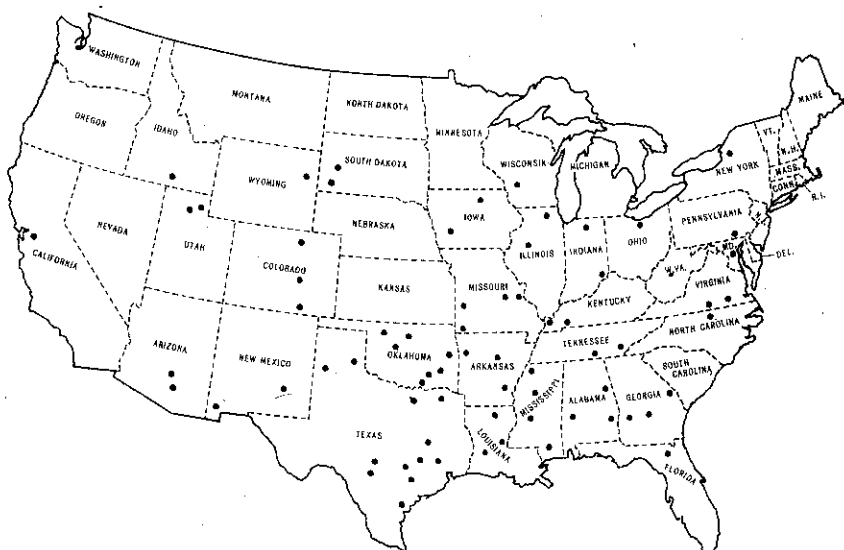 WASHINGTON
MONTANA
NORTH DAKOTA
MINNESOTA
MAINE
OREGON
IDAHO
WYOMING
SOUTH DAKOTA
WISCONSIN
MICHIGAN
VT.
N.H.
NEW YORK
MASS.
CONN.
R.I.
NEVADA
UTAH
NEBRASKA
IOWA
PENNSYLVANIA
CALIFORNIA
COLORADO
KANSAS
MISSOURI
ILLINOIS
INDIANA
OHIO
W.VA.
MD.
DEL.
VIRGINIA
KENTUCKY
ARIZONA
NEW MEXICO
OKLAHOMA
ARKANSAS
TENNESSEE
NORTH CAROLINA
SOUTH
CAROLINA
TEXAS
LOUISIANA
MISSISSIPPI
ALABAMA
GEORGIA
FLORIDA